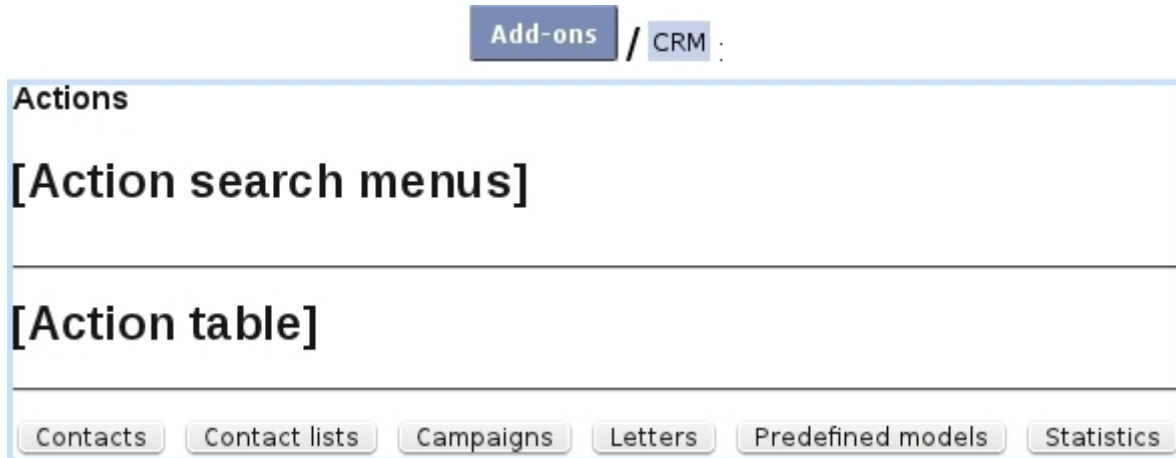 Add-ons / CRM :
Actions
[Action search menus]
[Action table]
Contacts Contact lists Campaigns Letters Predefined models Statistics